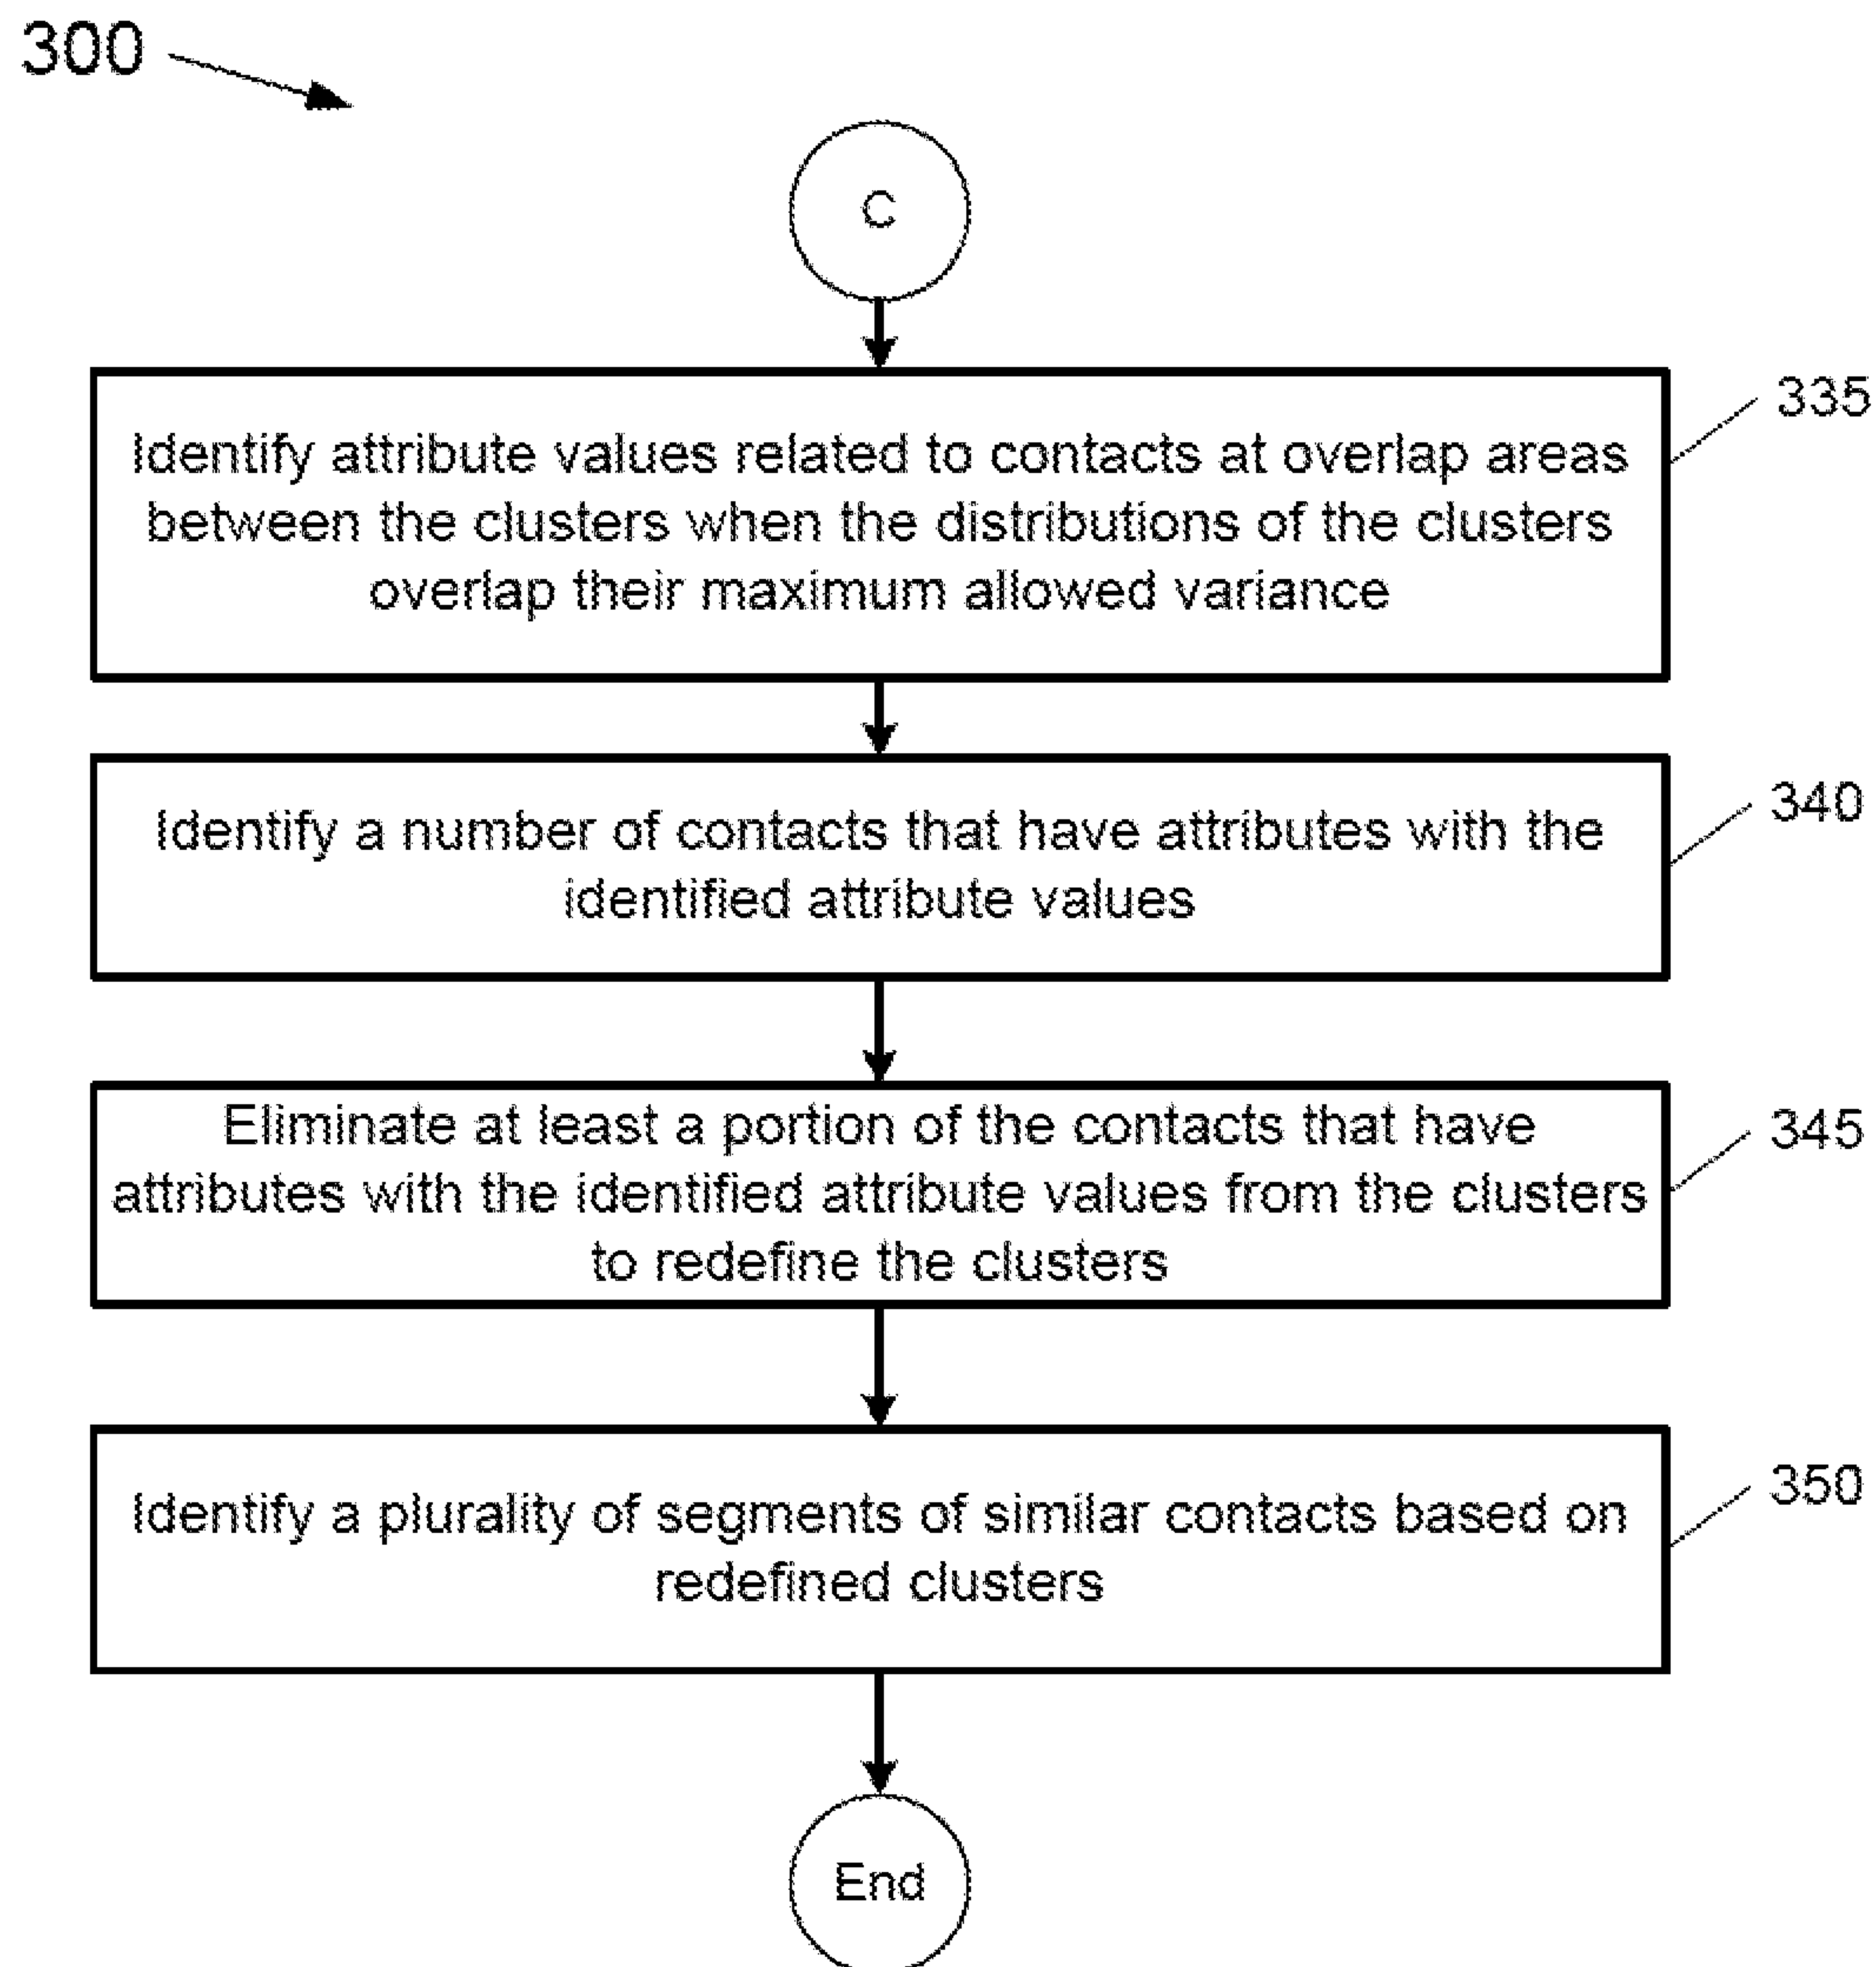 300
C
Identify attribute values related to contacts at overlap areas
between the clusters when the distributions of the clusters
overlap their maximum allowed variance
335
Identify a number of contacts that have attributes with the
identified attribute values
340
Eliminate at least a portion of the contacts that have
attributes with the identified attribute values from the clusters
to redefine the clusters
345
Identify a plurality of segments of similar contacts based on
redefined clusters
350
End